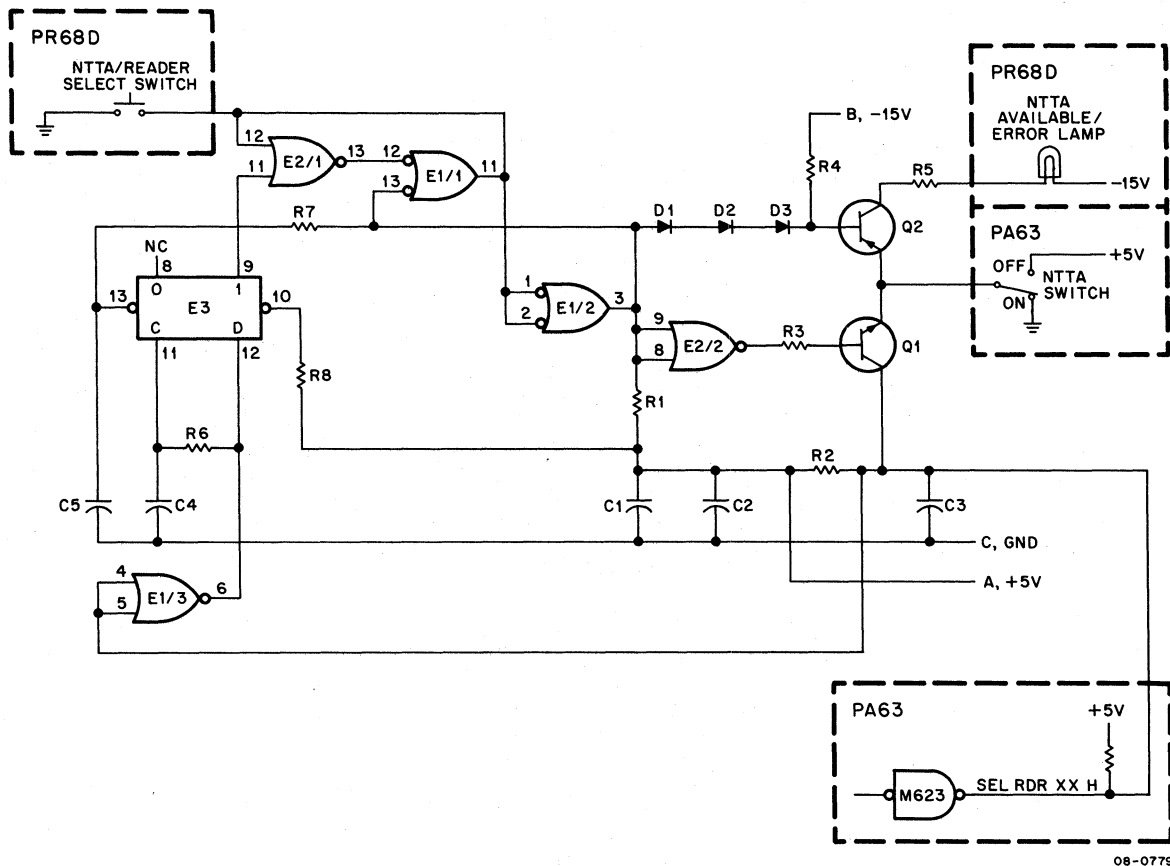 PR68D
NTTA/READER
SELECT SWITCH
12
11
E2/1
13
12
13
E1/1
11
B, -15V
R4
R5
PR68D
NTTA
AVAILABLE/
ERROR LAMP
-15V
R7
D1
D2
D3
Q2
PA63
+5V
OFF
NTTA
SWITCH
ON
NC
8
9
O
1
13
E3
10
C
D
11
12
1
2
E1/2
3
9
8
E2/2
R3
Q1
R8
R1
R6
R2
C5
C4
C1
C2
C3
C, GND
A, +5V
4
5
E1/3
6
PA63
+5V
M623
SEL RDR XX H
08-0779